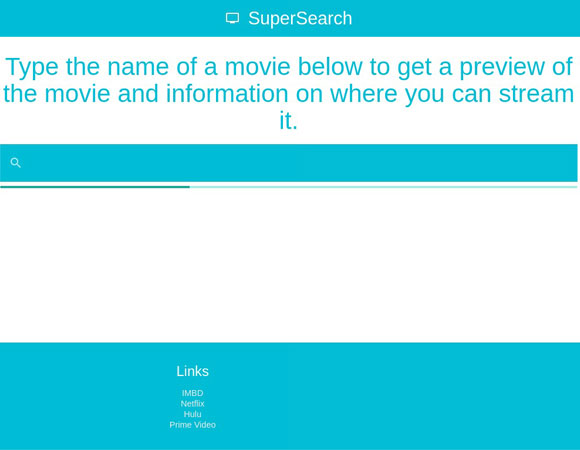 SuperSearch
Type the name of a movie below to get a preview of
the movie and information on where you can stream
it.
Links
IMBD
Netflix
Hulu
Prime Video